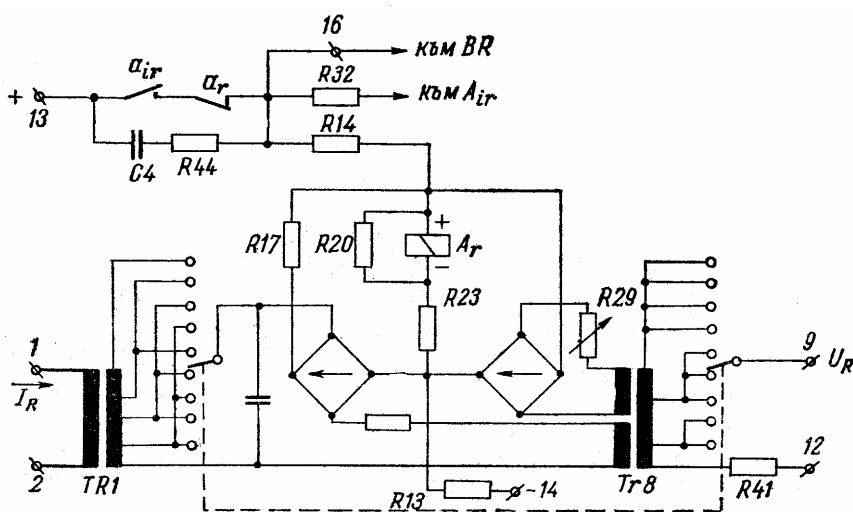 16
към BR
a_ir
a_r
R32
към A_ir
+
13
R14
C4
R44
R17
R20
+
A_r
−
R23
R29
1
I_R
9
U_R
2
TR1
R13
-14
Tr8
R41
12